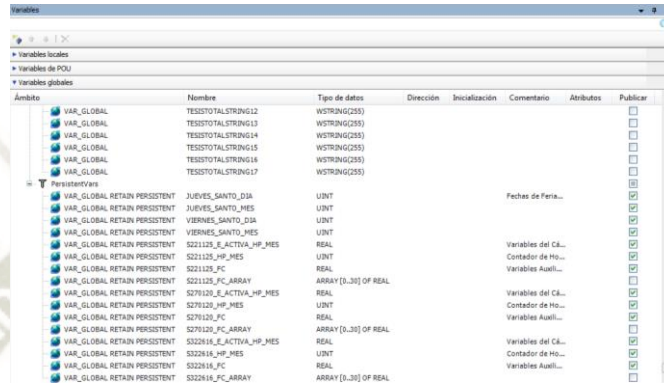 Variables
Variables locales
Variables de POU
Variables globales
Ámbito Nombre Tipo de datos Dirección Inicialización Comentario Atributos Publicar
VAR_GLOBAL TESISTOTALSTRING12 WSTRING(255)
VAR_GLOBAL TESISTOTALSTRING13 WSTRING(255)
VAR_GLOBAL TESISTOTALSTRING14 WSTRING(255)
VAR_GLOBAL TESISTOTALSTRING15 WSTRING(255)
VAR_GLOBAL TESISTOTALSTRING16 WSTRING(255)
VAR_GLOBAL TESISTOTALSTRING17 WSTRING(255)
PersistentVars
VAR_GLOBAL RETAIN PERSISTENT JUEVES_SANTO_DIA UINT Fechas de Feria...
VAR_GLOBAL RETAIN PERSISTENT JUEVES_SANTO_MES UINT
VAR_GLOBAL RETAIN PERSISTENT VIERNES_SANTO_DIA UINT
VAR_GLOBAL RETAIN PERSISTENT VIERNES_SANTO_MES UINT
VAR_GLOBAL RETAIN PERSISTENT S221125_E_ACTIVA_HP_MES REAL Variables del Cá...
VAR_GLOBAL RETAIN PERSISTENT S221125_HP_MES UINT Contador de Ho...
VAR_GLOBAL RETAIN PERSISTENT S221125_FC REAL Variables Auxili...
VAR_GLOBAL RETAIN PERSISTENT S221125_FC_ARRAY ARRAY [0..30] OF REAL
VAR_GLOBAL RETAIN PERSISTENT S270120_E_ACTIVA_HP_MES REAL Variables del Cá...
VAR_GLOBAL RETAIN PERSISTENT S270120_HP_MES UINT Contador de Ho...
VAR_GLOBAL RETAIN PERSISTENT S270120_FC REAL Variables Auxili...
VAR_GLOBAL RETAIN PERSISTENT S270120_FC_ARRAY ARRAY [0..30] OF REAL
VAR_GLOBAL RETAIN PERSISTENT S322616_E_ACTIVA_HP_MES REAL Variables del Cá...
VAR_GLOBAL RETAIN PERSISTENT S322616_HP_MES UINT Contador de Ho...
VAR_GLOBAL RETAIN PERSISTENT S322616_FC REAL Variables Auxili...
VAR_GLOBAL RETAIN PERSISTENT S322616_FC_ARRAY ARRAY [0..30] OF REAL